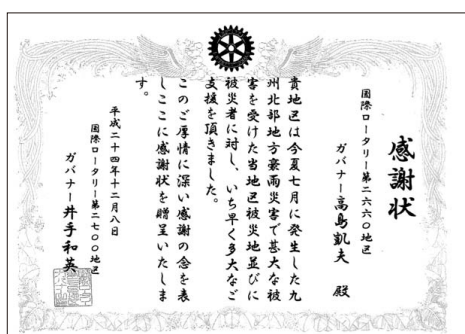 感謝状
国際ロータリー第二六六〇地区
ガバナー高島凱夫 殿
貴地区は今夏七月に発生した九
州北部地方豪雨災害で甚大な被
害を受けた当地区被災地並びに
被災者に対し、いち早く多大なご
支援を頂きました。
このご厚情に深い感謝の念を表
しここに感謝状を贈呈いたしま
す。
平成二十四年十二月八日
国際ロータリー第二七〇〇地区
ガバナー井手和英